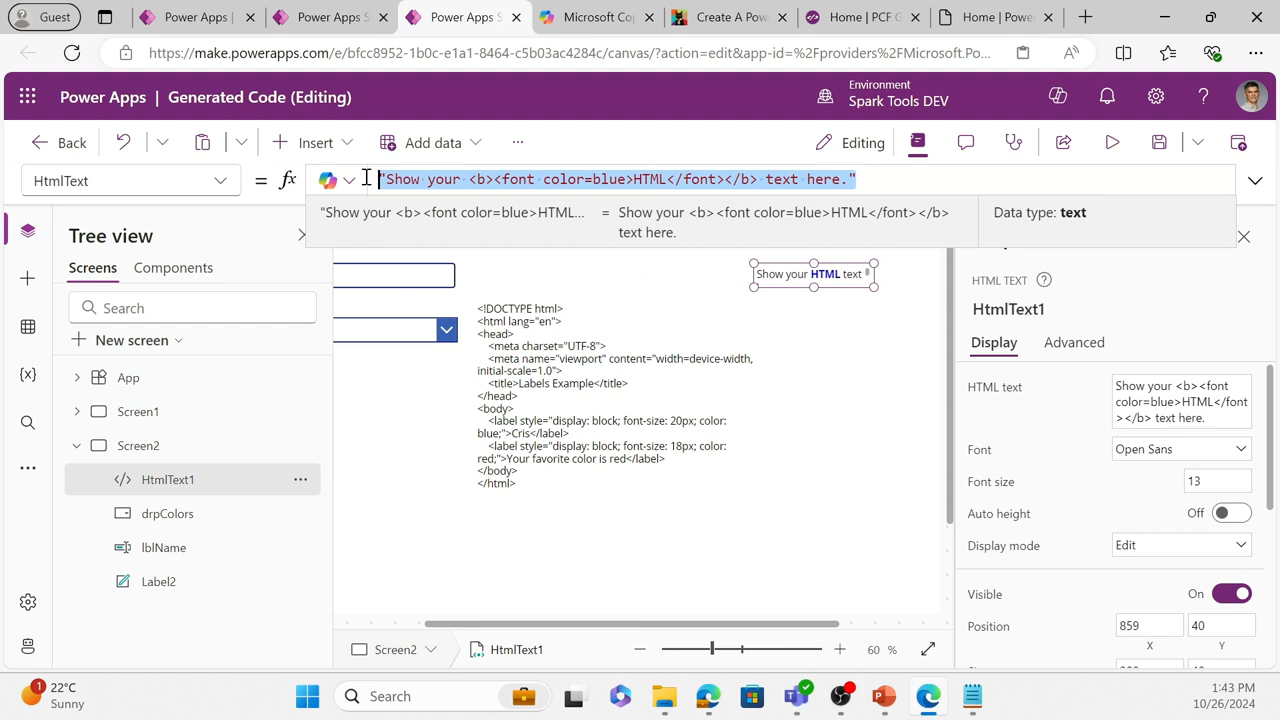 Guest
Power Apps |
Power Apps S
Power Apps S
Microsoft Cop
Create A Pow
Home | PCF G
Home | Powe
https://make.powerapps.com/e/bfcc8952-1b0c-e1a1-8464-c5b03ac4284c/canvas/?action=edit&app-id=%2Fproviders%2FMicrosoft.Po...
Power Apps | Generated Code (Editing)
Environment
Spark Tools DEV
Back
Insert
Add data
...
Editing
HtmlText
= fx
"Show your <b><font color=blue>HTML</font></b> text here."
"Show your <b><font color=blue>HTML... = Show your <b><font color=blue>HTML</font></b>
text here.
Data type: text
Tree view
Screens
Components
Search
New screen
App
Screen1
Screen2
HtmlText1
drpColors
lblName
Label2
Show your HTML text
<!DOCTYPE html>
<html lang="en">
<head>
<meta charset="UTF-8">
<meta name="viewport" content="width=device-width,
initial-scale=1.0">
<title>Labels Example</title>
</head>
<body>
<label style="display: block; font-size: 20px; color:
blue;">Cris</label>
<label style="display: block; font-size: 18px; color:
red;">Your favorite color is red</label>
</body>
</html>
HTML TEXT
HtmlText1
Display
Advanced
HTML text
Show your <b><font
color=blue>HTML</font
></b> text here.
Font
Open Sans
Font size
13
Auto height
Off
Display mode
Edit
Visible
On
Position
859
40
X
Y
Screen2
HtmlText1
60 %
1
22°C
Sunny
Search
1:43 PM
10/26/2024